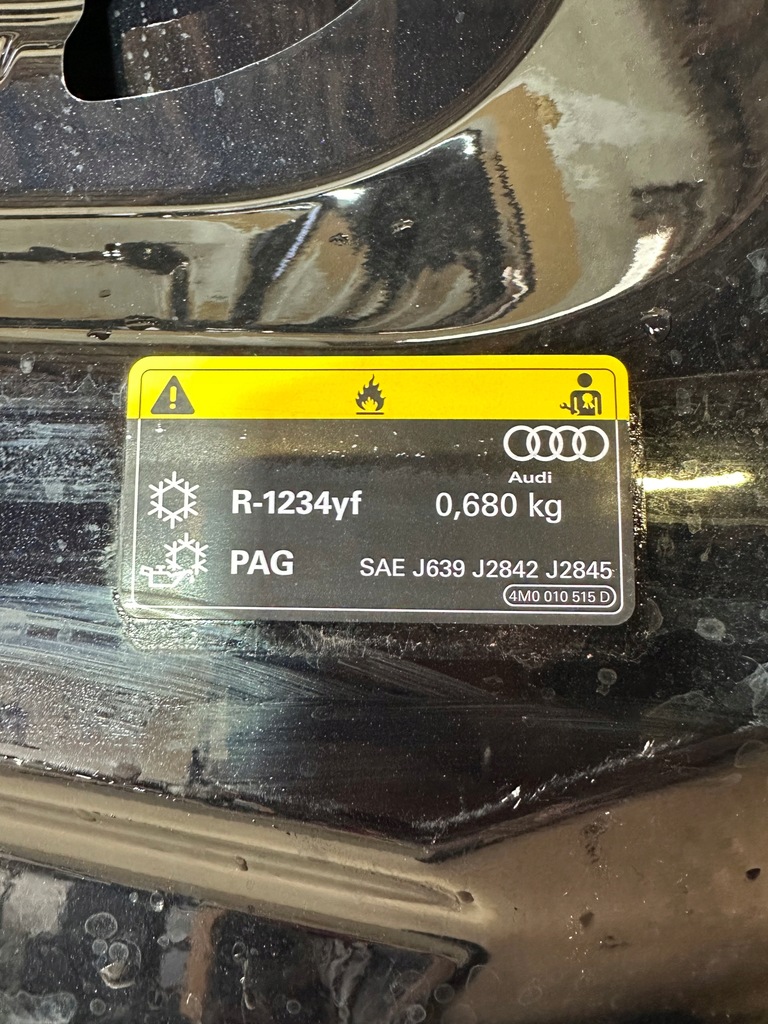 Audi
R-1234yf 0,680 kg
PAG SAE J639 J2842 J2845
4M0 010 515 D